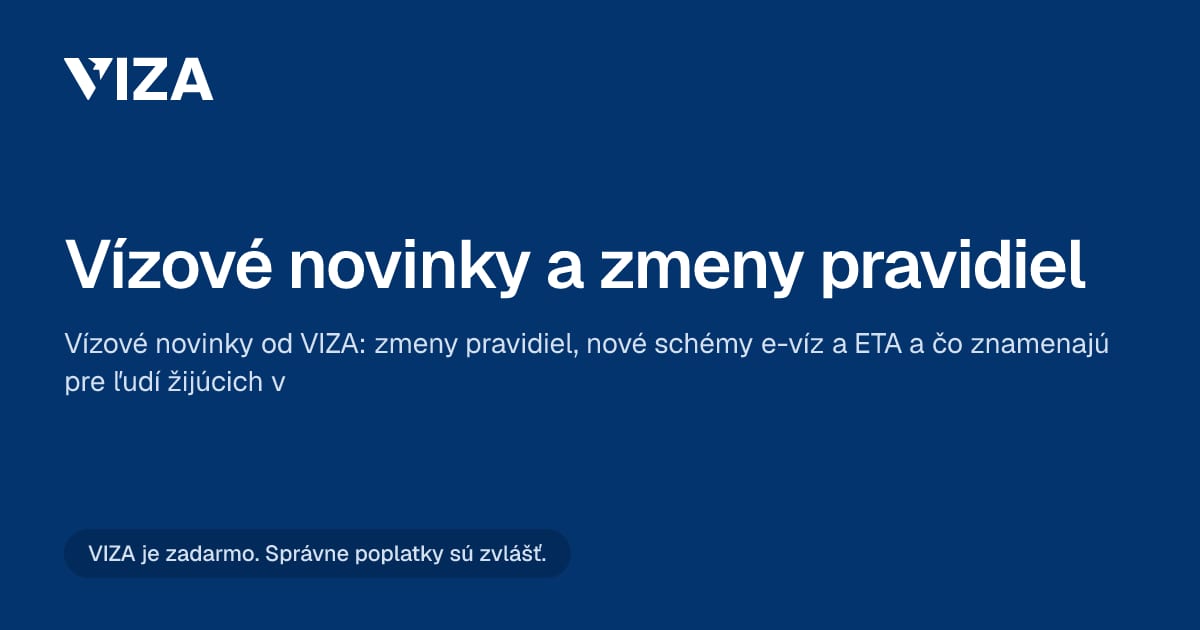 VIZA
Vízové novinky a zmeny pravidiel
Vízové novinky od VIZA: zmeny pravidiel, nové schémy e-víz a ETA a čo znamenajú
pre ľudí žijúcich v
VIZA je zadarmo. Správne poplatky sú zvlášť.